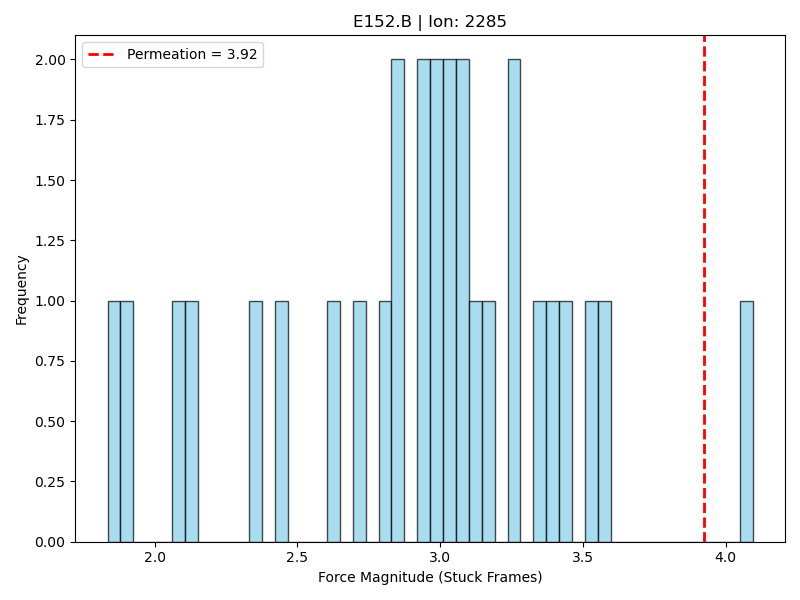 E152.B | Ion: 2285
Permeation = 3.92
2.00
1.75
1.50
1.25
1.00
0.75
0.50
0.25
0.00
Frequency
2.0 2.5 3.0 3.5 4.0
Force Magnitude (Stuck Frames)